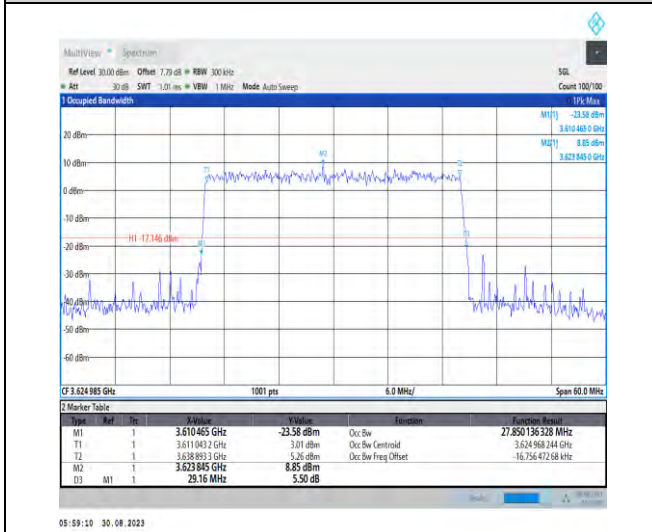 MultiView Spectrum
Ref Level 30.00 dBm Offset 7.79 dB RBW 300 kHz SGL
Att 30 dB SWT 1.01 ms VBW 1 MHz Mode Auto Sweep Count 100/100
1 Occupied Bandwidth 1Pk Max
M1[1] -23.58 dBm
3.610 465 0 GHz
M2[1] 8.85 dBm
3.623 845 0 GHz
20 dBm
M2
T1 T2
10 dBm
0 dBm
-10 dBm
H1 -17.146 dBm
M1
-20 dBm
-30 dBm
-40 dBm
-50 dBm
-60 dBm
CF 3.624 985 GHz 1001 pts 6.0 MHz/ Span 60.0 MHz
2 Marker Table
Type Ref Trc X-Value Y-Value Function Function Result
M1 1 3.610 465 GHz -23.58 dBm Occ Bw 27.850 136 328 MHz
T1 1 3.611 043 2 GHz 3.01 dBm Occ Bw Centroid 3.624 968 244 GHz
T2 1 3.638 893 3 GHz 5.26 dBm Occ Bw Freq Offset -16.756 472 68 kHz
M2 1 3.623 845 GHz 8.85 dBm
D3 M1 1 29.16 MHz 5.50 dB
05:59:10 30.08.2023